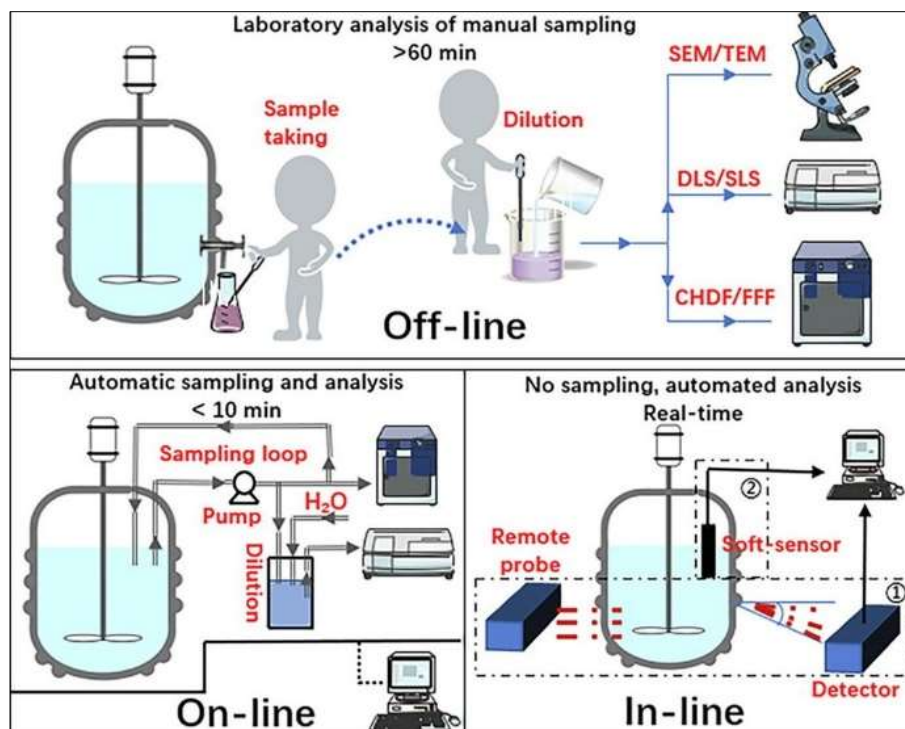 Laboratory analysis of manual sampling
>60 min
Sample
taking
Dilution
SEM/TEM
DLS/SLS
CHDF/FFF
Off-line
Automatic sampling and analysis
< 10 min
Sampling loop
Pump
H₂O
Dilution
On-line
No sampling, automated analysis
Real-time
②
Soft-sensor
Remote
probe
①
Detector
In-line